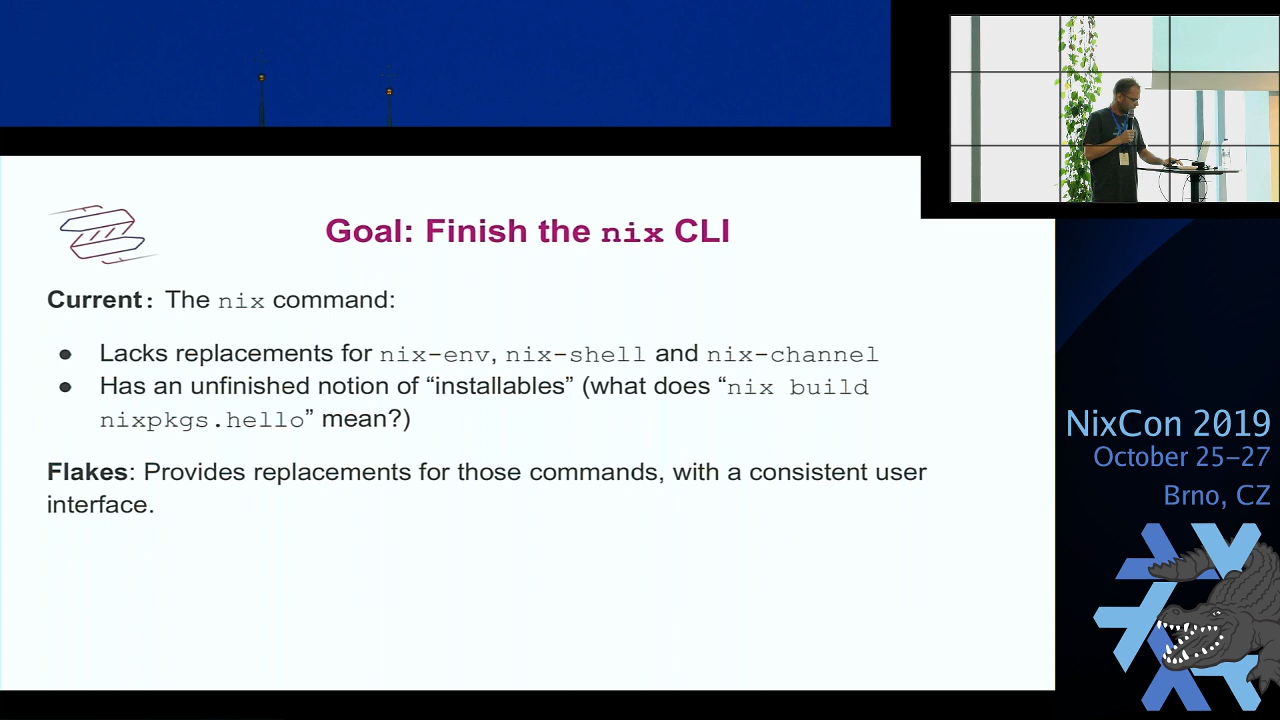 Goal: Finish the nix CLI
Current: The nix command:
● Lacks replacements for nix-env, nix-shell and nix-channel
● Has an unfinished notion of “installables” (what does “nix build
nixpkgs.hello” mean?)
Flakes: Provides replacements for those commands, with a consistent user
interface.
NixCon 2019
October 25–27
Brno, CZ